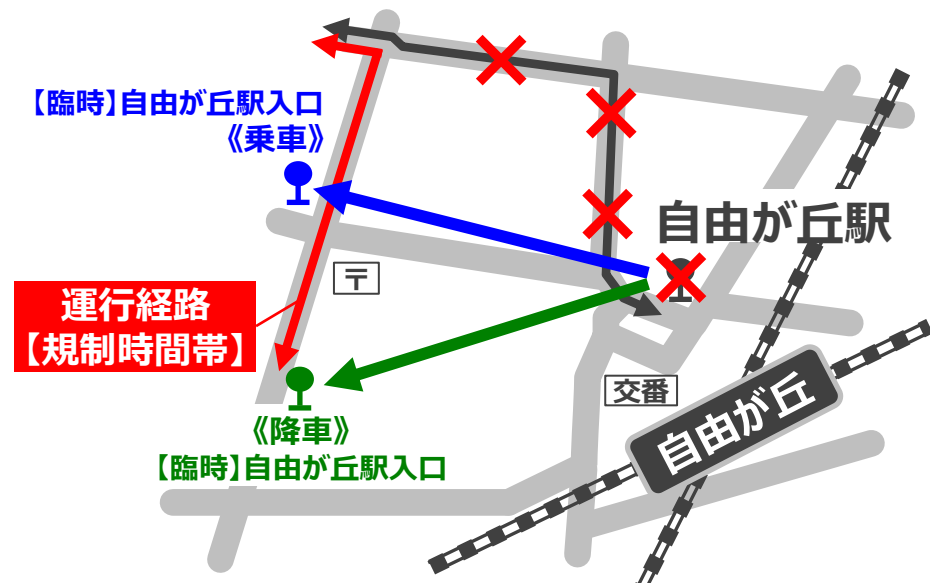 【臨時】自由が丘駅入口
《乗車》
自由が丘駅
〒
運行経路
【規制時間帯】
交番
自由が丘
《降車》
【臨時】自由が丘駅入口